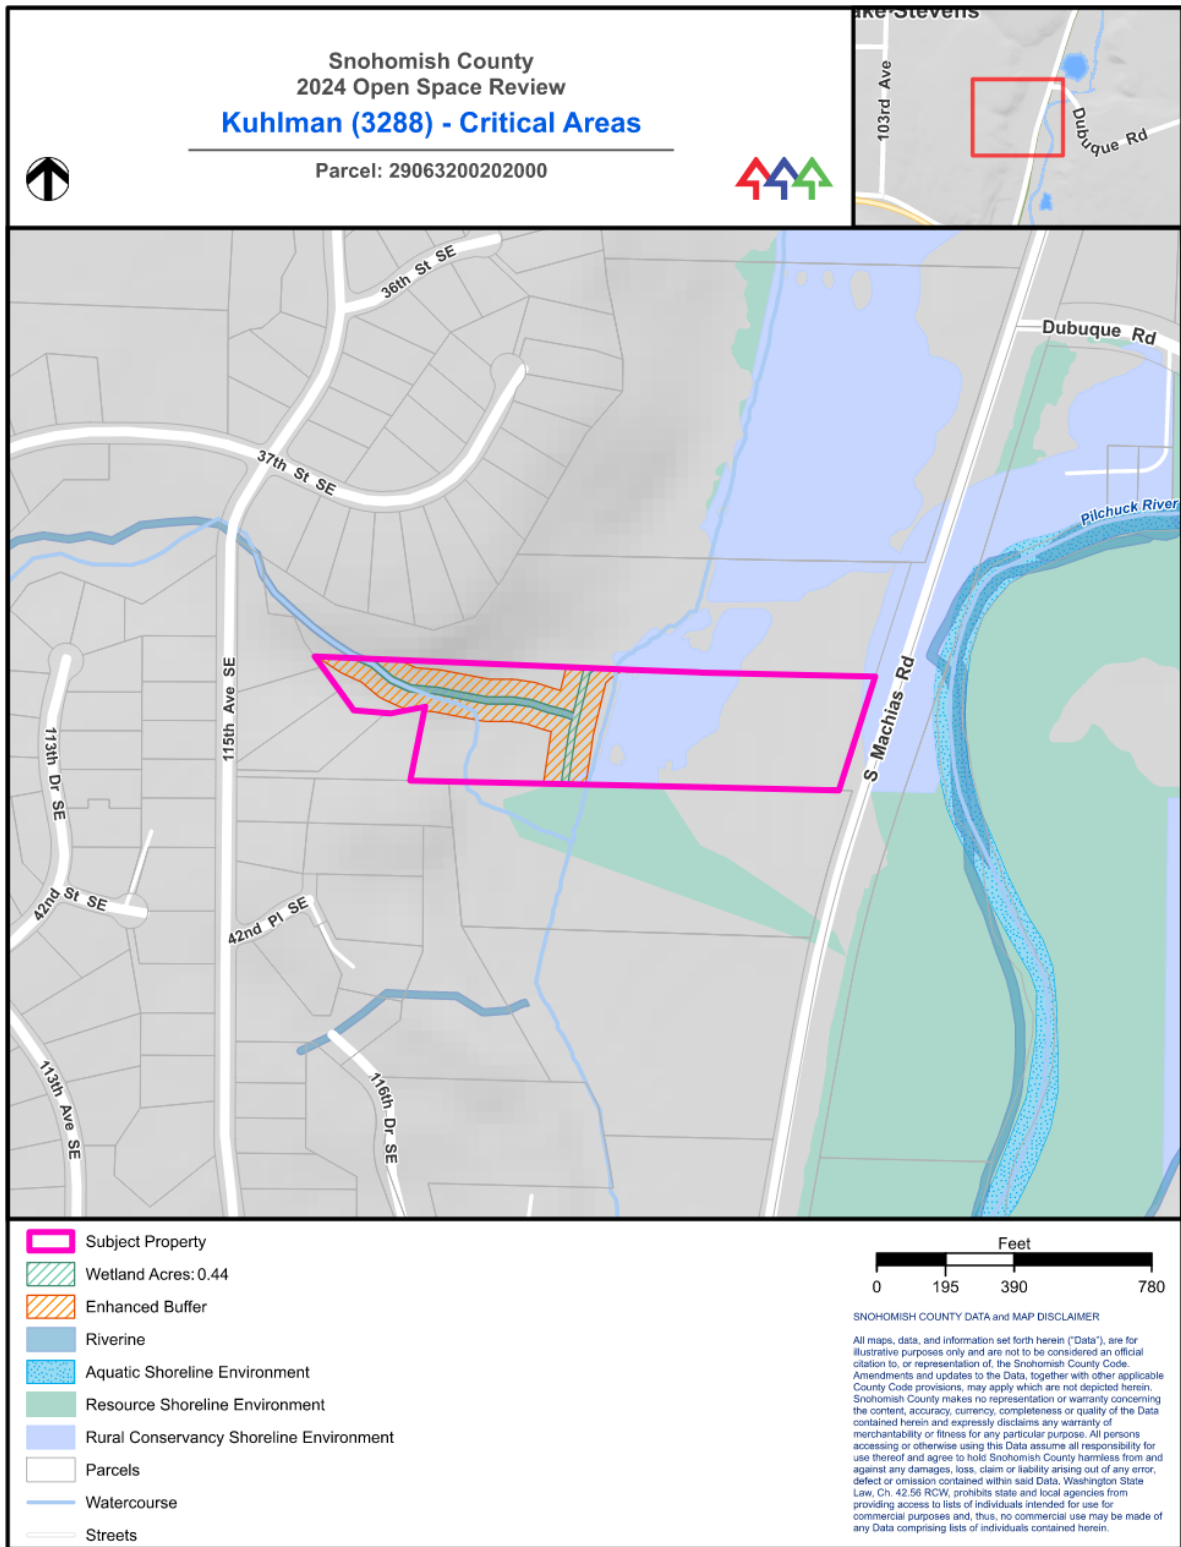 Snohomish County
2024 Open Space Review
Kuhlman (3288) - Critical Areas
Parcel: 29063200202000
ake Stevens
103rd Ave
Dubuque Rd
36th St SE
Dubuque Rd
37th St SE
Pilchuck River
115th Ave SE
S Machias Rd
113th Dr SE
42nd St SE
42nd Pl SE
113th Ave SE
116th Dr SE
Subject Property
Wetland Acres: 0.44
Enhanced Buffer
Riverine
Aquatic Shoreline Environment
Resource Shoreline Environment
Rural Conservancy Shoreline Environment
Parcels
Watercourse
Streets
Feet
0 195 390 780
SNOHOMISH COUNTY DATA and MAP DISCLAIMER
All maps, data, and information set forth herein ("Data"), are for
illustrative purposes only and are not to be considered an official
citation to, or representation of, the Snohomish County Code.
Amendments and updates to the Data, together with other applicable
County Code provisions, may apply which are not depicted herein.
Snohomish County makes no representation or warranty concerning
the content, accuracy, currency, completeness or quality of the Data
contained herein and expressly disclaims any warranty of
merchantability or fitness for any particular purpose. All persons
accessing or otherwise using this Data assume all responsibility for
use thereof and agree to hold Snohomish County harmless from and
against any damages, loss, claim or liability arising out of any error,
defect or omission contained within said Data. Washington State
Law, Ch. 42.56 RCW, prohibits state and local agencies from
providing access to lists of individuals intended for use for
commercial purposes and, thus, no commercial use may be made of
any Data comprising lists of individuals contained herein.